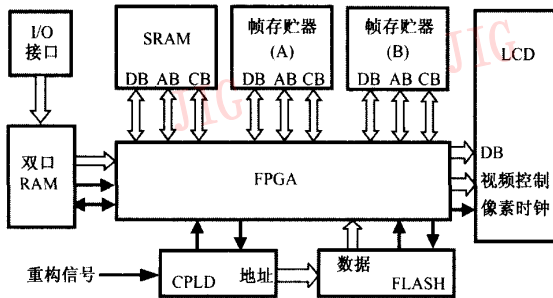 I/O
接口
SRAM
DB AB CB
帧存贮器
(A)
DB AB CB
帧存贮器
(B)
DB AB CB
LCD
双口
RAM
FPGA
DB
视频控制
像素时钟
重构信号
CPLD
地址
数据
FLASH
JIG
JIG